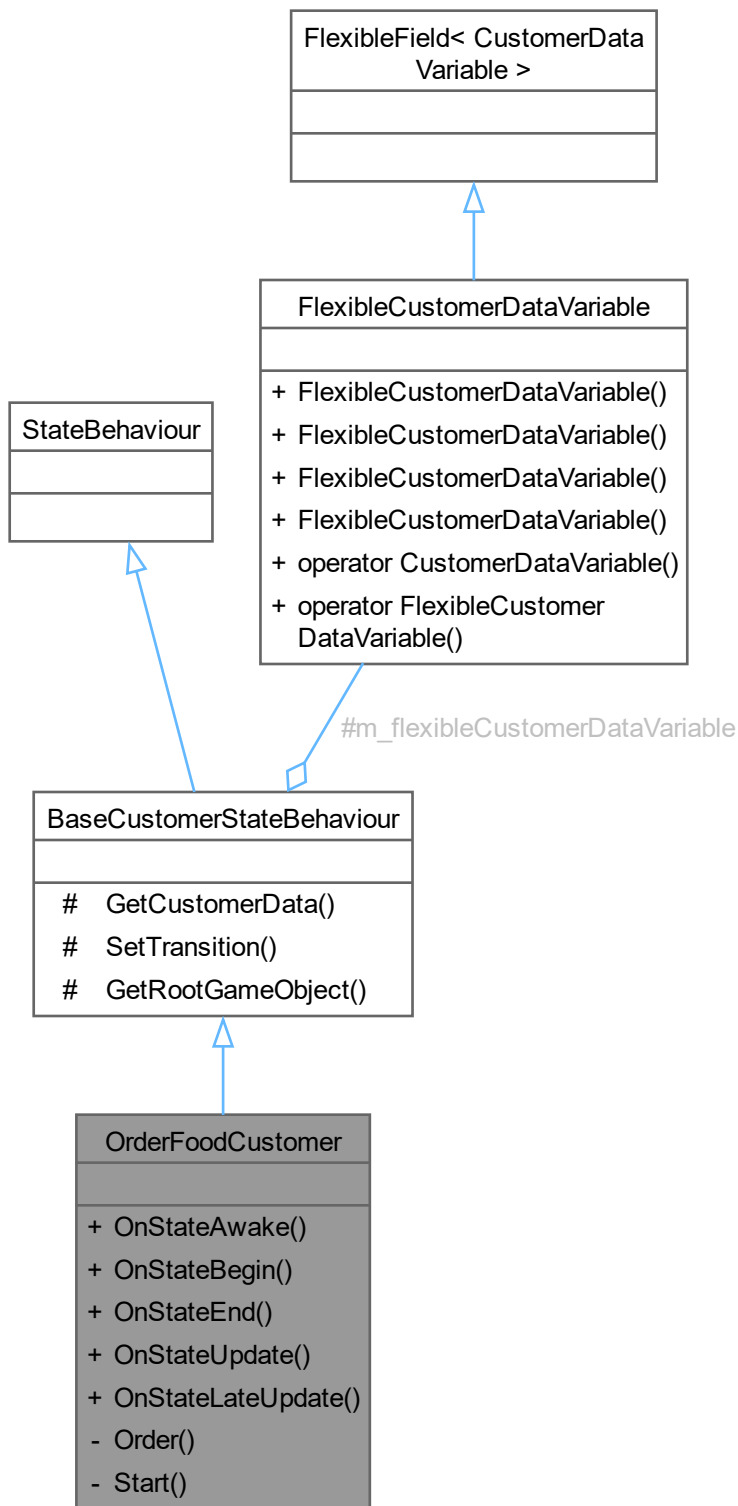 FlexibleField< CustomerData
Variable >
FlexibleCustomerDataVariable
+ FlexibleCustomerDataVariable()
+ FlexibleCustomerDataVariable()
+ FlexibleCustomerDataVariable()
+ FlexibleCustomerDataVariable()
+ operator CustomerDataVariable()
+ operator FlexibleCustomer
DataVariable()
StateBehaviour
#m_flexibleCustomerDataVariable
BaseCustomerStateBehaviour
# GetCustomerData()
# SetTransition()
# GetRootGameObject()
OrderFoodCustomer
+ OnStateAwake()
+ OnStateBegin()
+ OnStateEnd()
+ OnStateUpdate()
+ OnStateLateUpdate()
- Order()
- Start()